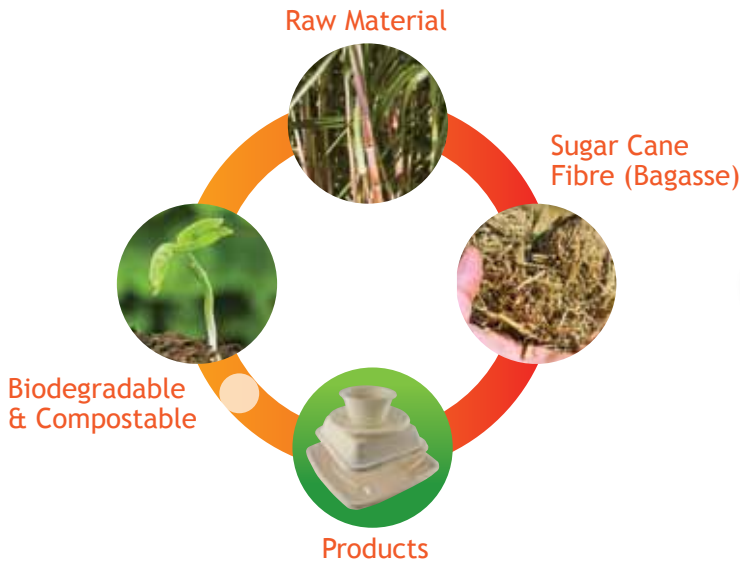 Raw Material
Sugar Cane
Fibre (Bagasse)
Biodegradable
& Compostable
Products